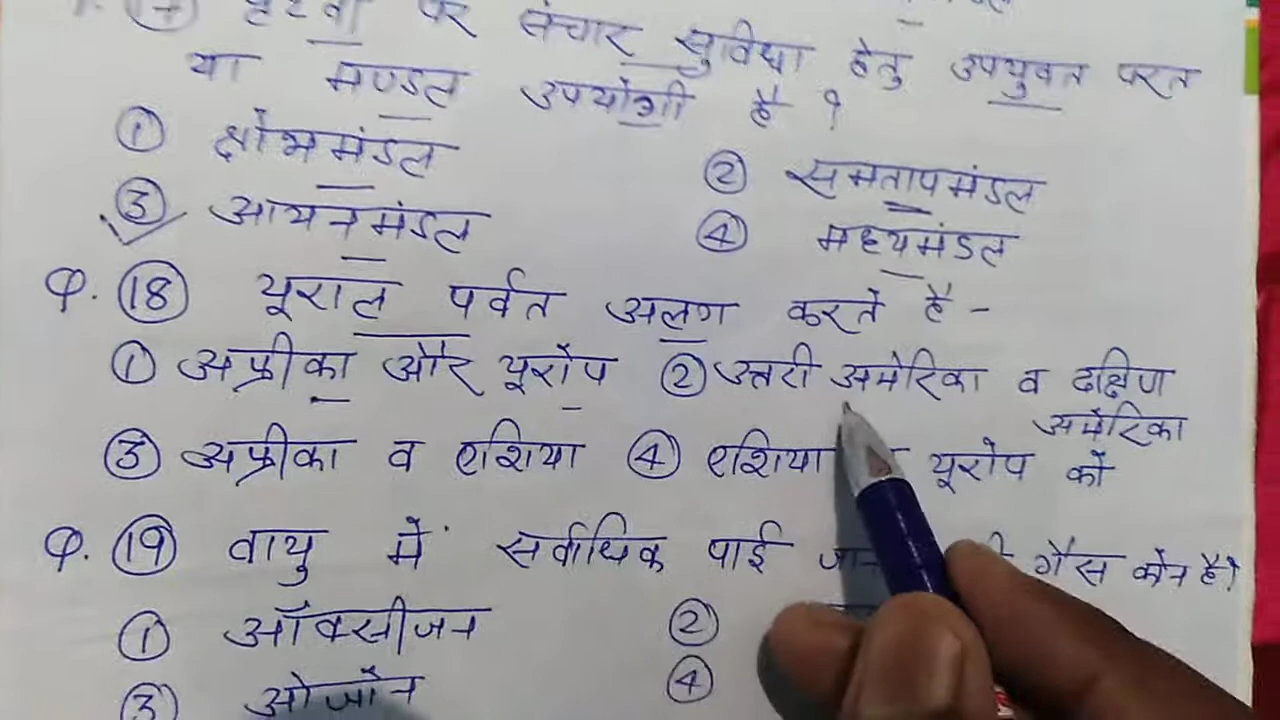 पर संचार सुविधा हेतु उपयुक्त परत
या मण्डल उपयोगी है ?
① क्षोभमंडल ② समतापमंडल
③ आयनमंडल ④ मध्यमंडल
Q. ⑱ यूराल पर्वत अलग करते है -
① अफ्रीका और यूरोप ② उत्तरी अमेरिका व दक्षिण
अमेरिका
③ अफ्रीका व एशिया ④ एशिया यूरोप को
Q. ⑲ वायु में सर्वाधिक पाई गैस कौन है?
① ऑक्सीजन ②
③ ओजोन ④